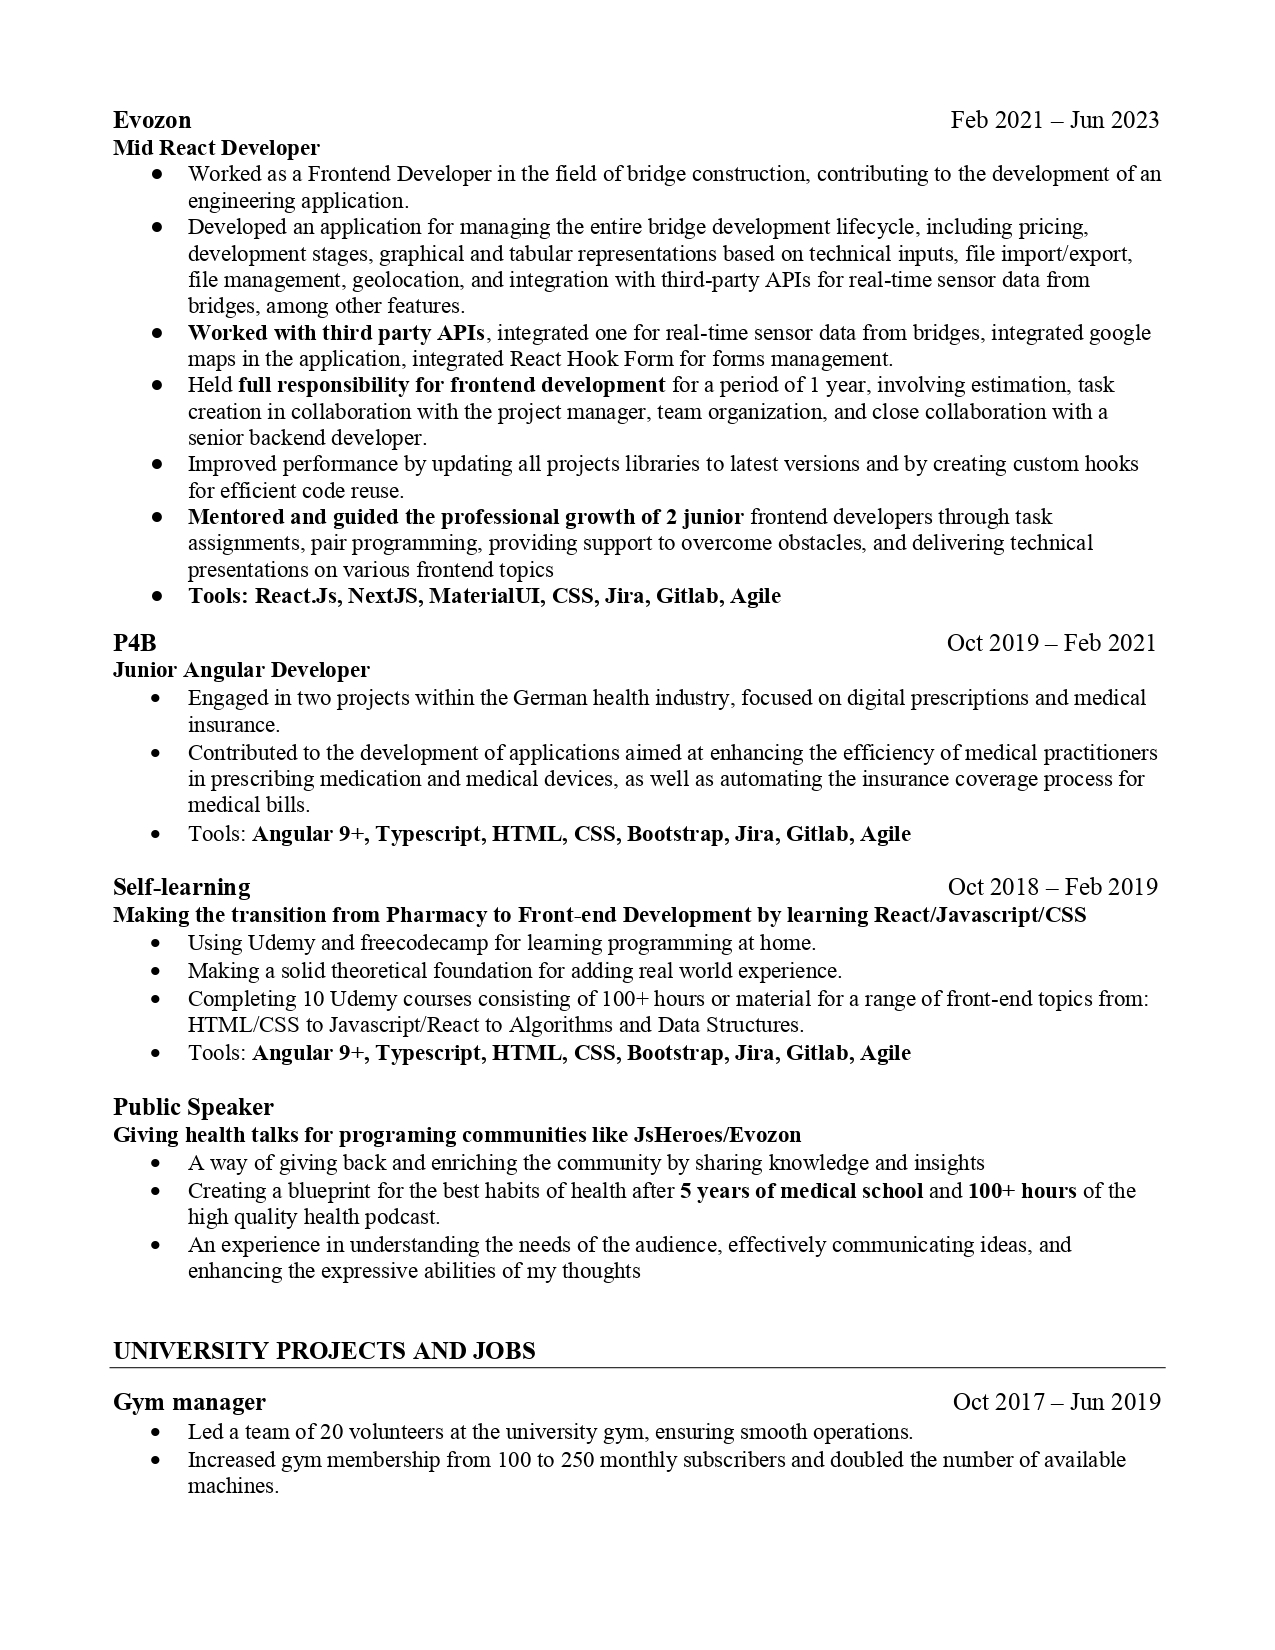 Evozon Feb 2021 – Jun 2023
Mid React Developer
● Worked as a Frontend Developer in the field of bridge construction, contributing to the development of an
engineering application.
● Developed an application for managing the entire bridge development lifecycle, including pricing,
development stages, graphical and tabular representations based on technical inputs, file import/export,
file management, geolocation, and integration with third-party APIs for real-time sensor data from
bridges, among other features.
● Worked with third party APIs, integrated one for real-time sensor data from bridges, integrated google
maps in the application, integrated React Hook Form for forms management.
● Held full responsibility for frontend development for a period of 1 year, involving estimation, task
creation in collaboration with the project manager, team organization, and close collaboration with a
senior backend developer.
● Improved performance by updating all projects libraries to latest versions and by creating custom hooks
for efficient code reuse.
● Mentored and guided the professional growth of 2 junior frontend developers through task
assignments, pair programming, providing support to overcome obstacles, and delivering technical
presentations on various frontend topics
● Tools: React.Js, NextJS, MaterialUI, CSS, Jira, Gitlab, Agile
P4B Oct 2019 – Feb 2021
Junior Angular Developer
• Engaged in two projects within the German health industry, focused on digital prescriptions and medical
insurance.
• Contributed to the development of applications aimed at enhancing the efficiency of medical practitioners
in prescribing medication and medical devices, as well as automating the insurance coverage process for
medical bills.
• Tools: Angular 9+, Typescript, HTML, CSS, Bootstrap, Jira, Gitlab, Agile
Self-learning Oct 2018 – Feb 2019
Making the transition from Pharmacy to Front-end Development by learning React/Javascript/CSS
• Using Udemy and freecodecamp for learning programming at home.
• Making a solid theoretical foundation for adding real world experience.
• Completing 10 Udemy courses consisting of 100+ hours or material for a range of front-end topics from:
HTML/CSS to Javascript/React to Algorithms and Data Structures.
• Tools: Angular 9+, Typescript, HTML, CSS, Bootstrap, Jira, Gitlab, Agile
Public Speaker
Giving health talks for programing communities like JsHeroes/Evozon
• A way of giving back and enriching the community by sharing knowledge and insights
• Creating a blueprint for the best habits of health after 5 years of medical school and 100+ hours of the
high quality health podcast.
• An experience in understanding the needs of the audience, effectively communicating ideas, and
enhancing the expressive abilities of my thoughts
UNIVERSITY PROJECTS AND JOBS
Gym manager Oct 2017 – Jun 2019
• Led a team of 20 volunteers at the university gym, ensuring smooth operations.
• Increased gym membership from 100 to 250 monthly subscribers and doubled the number of available
machines.